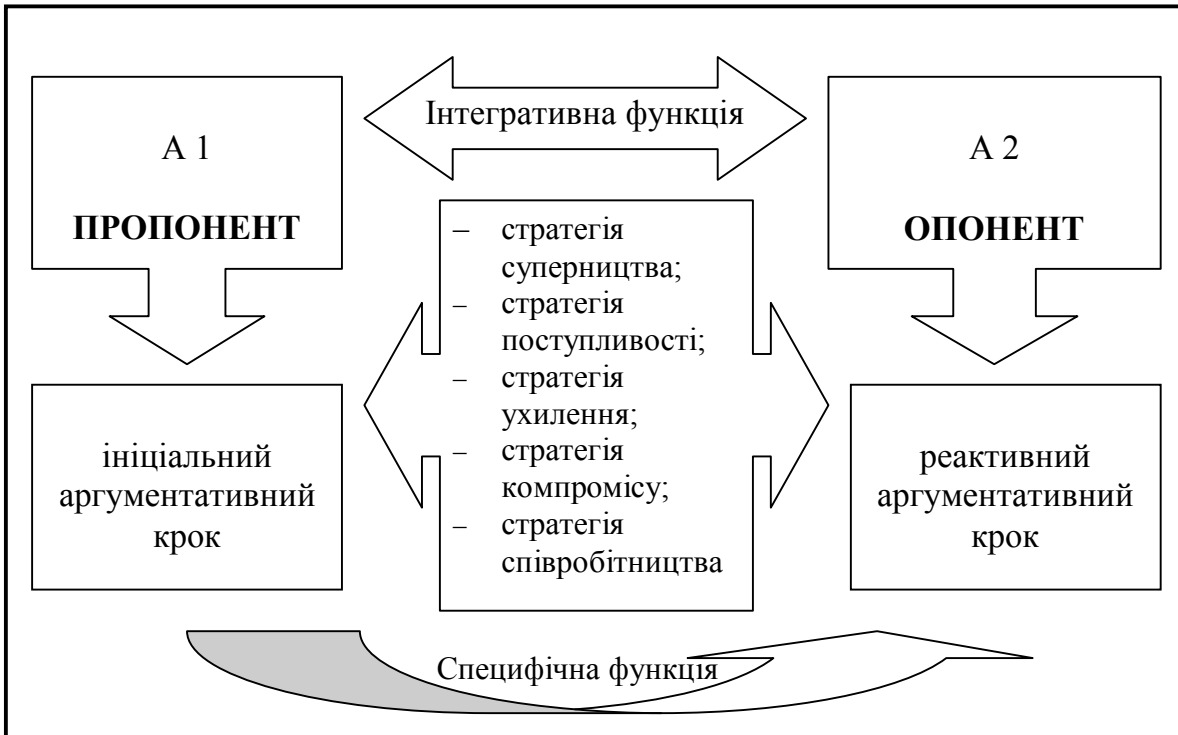 Інтегративна функція
А 1
ПРОПОНЕНТ
А 2
ОПОНЕНТ
– стратегія
суперництва;
– стратегія
поступливості;
– стратегія
ухилення;
– стратегія
компромісу;
– стратегія
співробітництва
ініціальний
аргументативний
крок
реактивний
аргументативний
крок
Специфічна функція